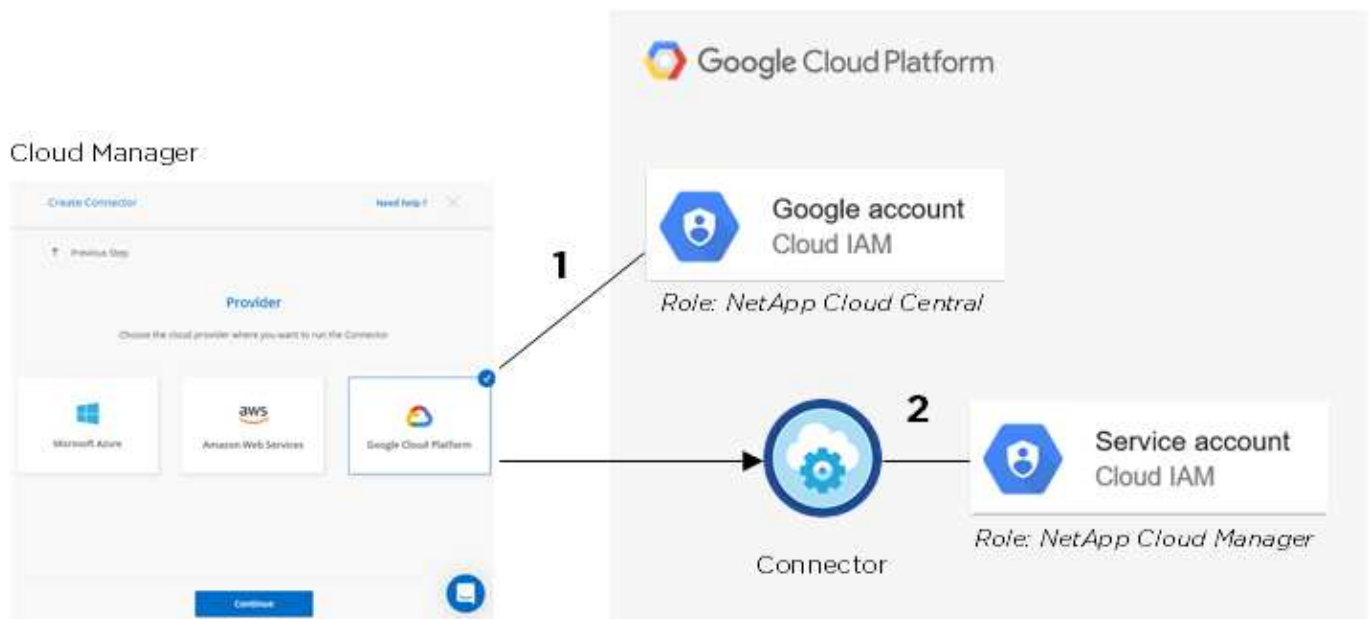 Google Cloud Platform
Cloud Manager
Create Connector
Need help ?
Previous Step
Provider
Choose the cloud provider where you want to run the Connector
Microsoft Azure
aws
Amazon Web Services
Google Cloud Platform
Continue
1
Google account
Cloud IAM
Role: NetApp Cloud Central
2
Connector
Service account
Cloud IAM
Role: NetApp Cloud Manager